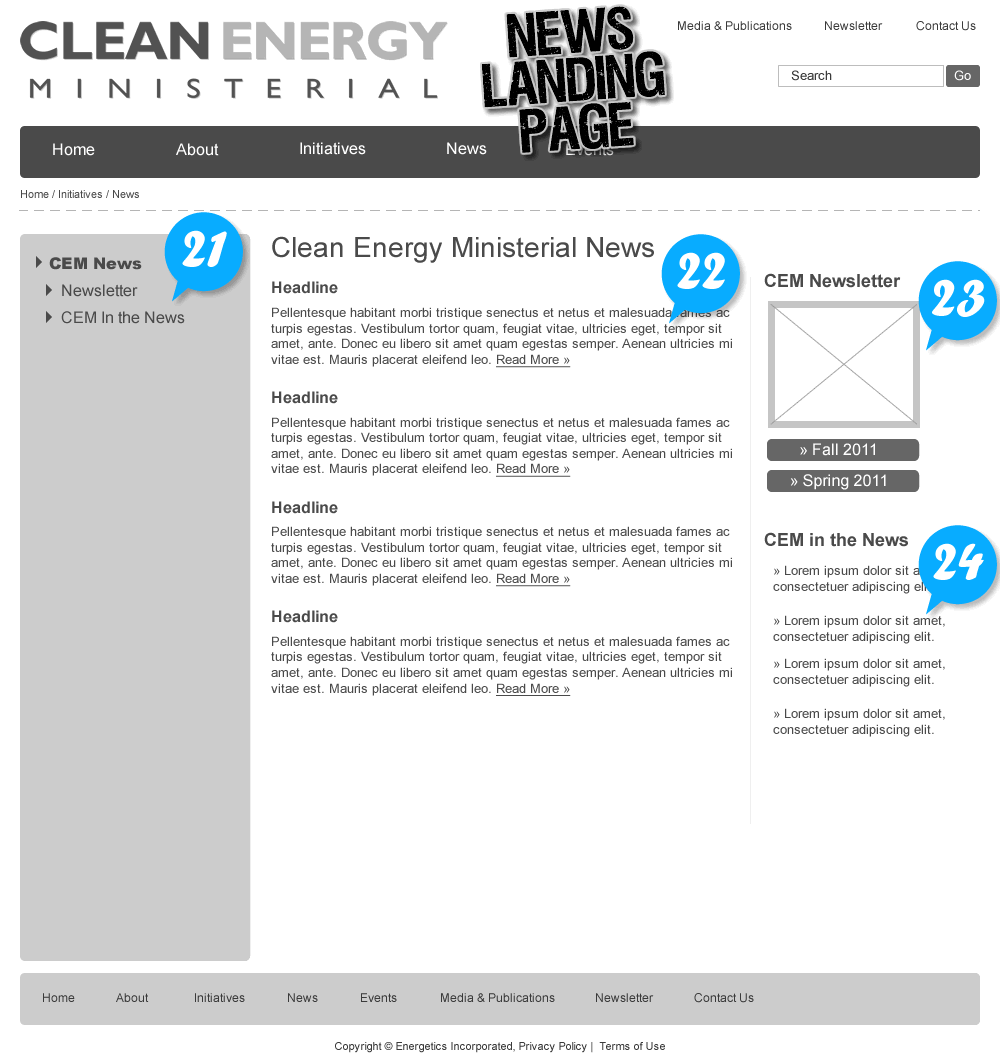 CLEAN ENERGY
MINISTERIAL
NEWS
LANDING
PAGE
Media & Publications Newsletter Contact Us
Search Go
Home About Initiatives News Events
Home / Initiatives / News
21
CEM News
Newsletter
CEM In the News
Clean Energy Ministerial News
22
Headline
Pellentesque habitant morbi tristique senectus et netus et malesuada fames ac
turpis egestas. Vestibulum tortor quam, feugiat vitae, ultricies eget, tempor sit
amet, ante. Donec eu libero sit amet quam egestas semper. Aenean ultricies mi
vitae est. Mauris placerat eleifend leo. Read More »
Headline
Pellentesque habitant morbi tristique senectus et netus et malesuada fames ac
turpis egestas. Vestibulum tortor quam, feugiat vitae, ultricies eget, tempor sit
amet, ante. Donec eu libero sit amet quam egestas semper. Aenean ultricies mi
vitae est. Mauris placerat eleifend leo. Read More »
Headline
Pellentesque habitant morbi tristique senectus et netus et malesuada fames ac
turpis egestas. Vestibulum tortor quam, feugiat vitae, ultricies eget, tempor sit
amet, ante. Donec eu libero sit amet quam egestas semper. Aenean ultricies mi
vitae est. Mauris placerat eleifend leo. Read More »
Headline
Pellentesque habitant morbi tristique senectus et netus et malesuada fames ac
turpis egestas. Vestibulum tortor quam, feugiat vitae, ultricies eget, tempor sit
amet, ante. Donec eu libero sit amet quam egestas semper. Aenean ultricies mi
vitae est. Mauris placerat eleifend leo. Read More »
CEM Newsletter
23
» Fall 2011
» Spring 2011
CEM in the News
24
» Lorem ipsum dolor sit
consectetuer adipiscing
» Lorem ipsum dolor sit amet,
consectetuer adipiscing elit.
» Lorem ipsum dolor sit amet,
consectetuer adipiscing elit.
» Lorem ipsum dolor sit amet,
consectetuer adipiscing elit.
Home About Initiatives News Events Media & Publications Newsletter Contact Us
Copyright © Energetics Incorporated, Privacy Policy | Terms of Use